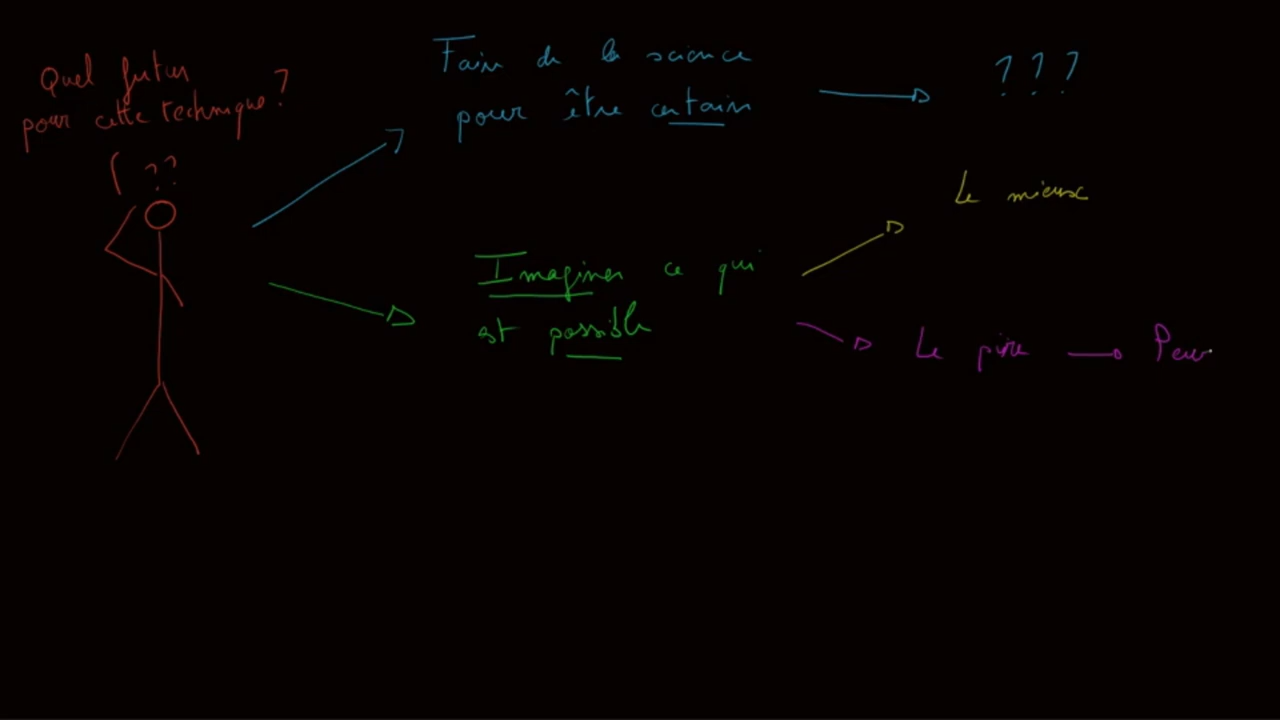 Quel futur
pour cette technique ?
??
Faire de la science
pour être certain
???
Imaginer ce qui
est possible
Le mieux
Le pire
Peur